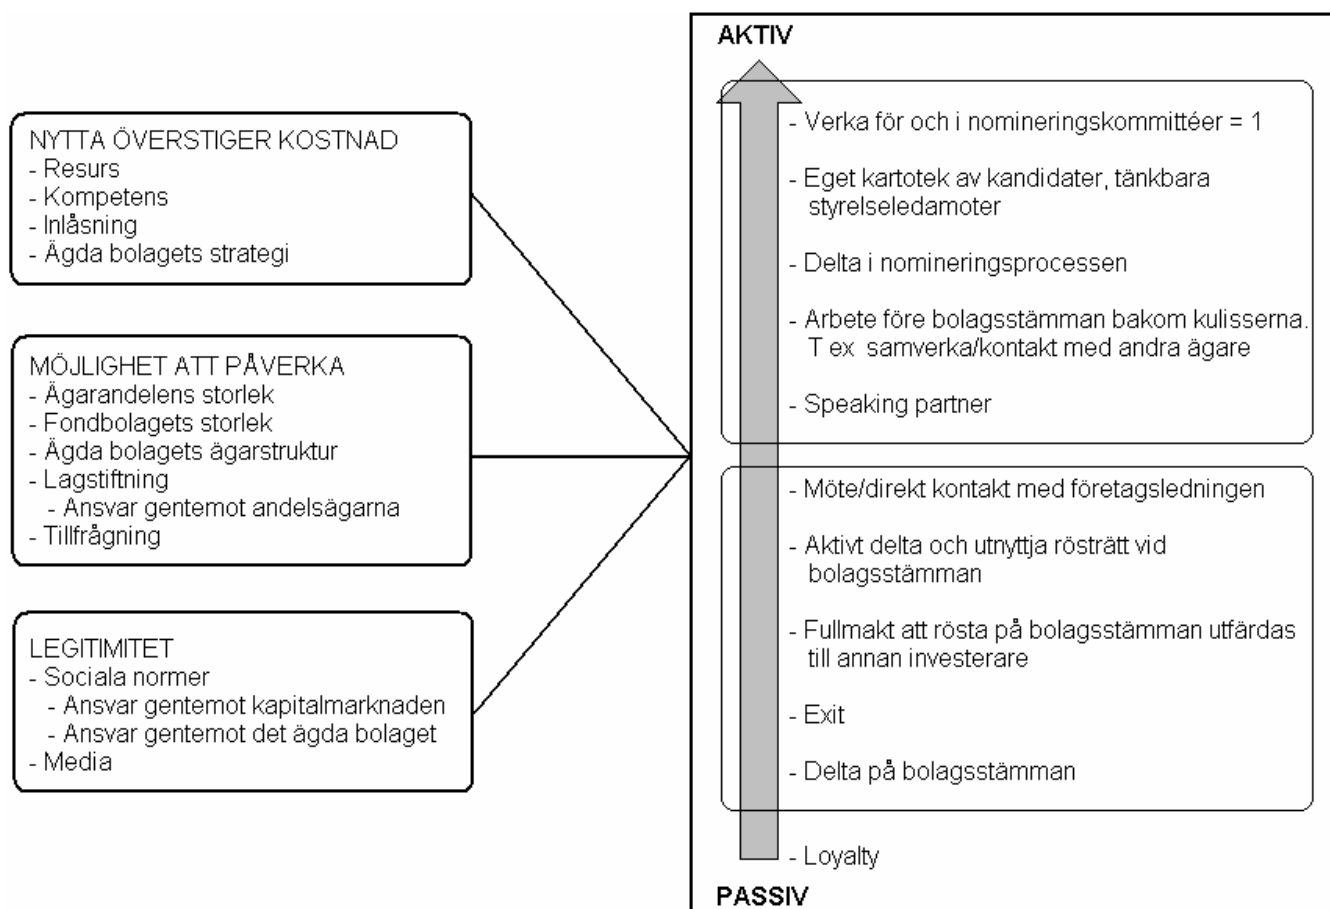 NYTTA ÖVERSTIGER KOSTNAD
- Resurs
- Kompetens
- Inlåsning
- Ägda bolagets strategi
MÖJLIGHET ATT PÅVERKA
- Ägarandelens storlek
- Fondbolagets storlek
- Ägda bolagets ägarstruktur
- Lagstiftning
- Ansvar gentemot andelsägarna
- Tillfrågning
LEGITIMITET
- Sociala normer
- Ansvar gentemot kapitalmarknaden
- Ansvar gentemot det ägda bolaget
- Media
AKTIV
- Verka för och i nomineringskommittéer = 1
- Eget kartotek av kandidater, tänkbara
styrelseledamoter
- Delta i nomineringsprocessen
- Arbete före bolagsstämman bakom kulisserna.
T ex samverka/kontakt med andra ägare
- Speaking partner
- Möte/direkt kontakt med företagsledningen
- Aktivt delta och utnyttja rösträtt vid
bolagsstämman
- Fullmakt att rösta på bolagsstämman utfärdas
till annan investerare
- Exit
- Delta på bolagsstämman
- Loyalty
PASSIV